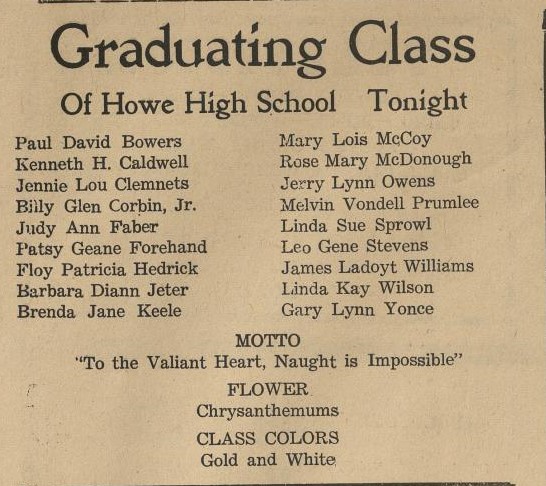 Graduating Class
Of Howe High School Tonight
Paul David Bowers
Kenneth H. Caldwell
Jennie Lou Clemnets
Billy Glen Corbin, Jr.
Judy Ann Faber
Patsy Geane Forehand
Floy Patricia Hedrick
Barbara Diann Jeter
Brenda Jane Keele
Mary Lois McCoy
Rose Mary McDonough
Jerry Lynn Owens
Melvin Vondell Prumlee
Linda Sue Sprowl
Leo Gene Stevens
James Ladoyt Williams
Linda Kay Wilson
Gary Lynn Yonce
MOTTO
"To the Valiant Heart, Naught is Impossible"
FLOWER
Chrysanthemums
CLASS COLORS
Gold and White